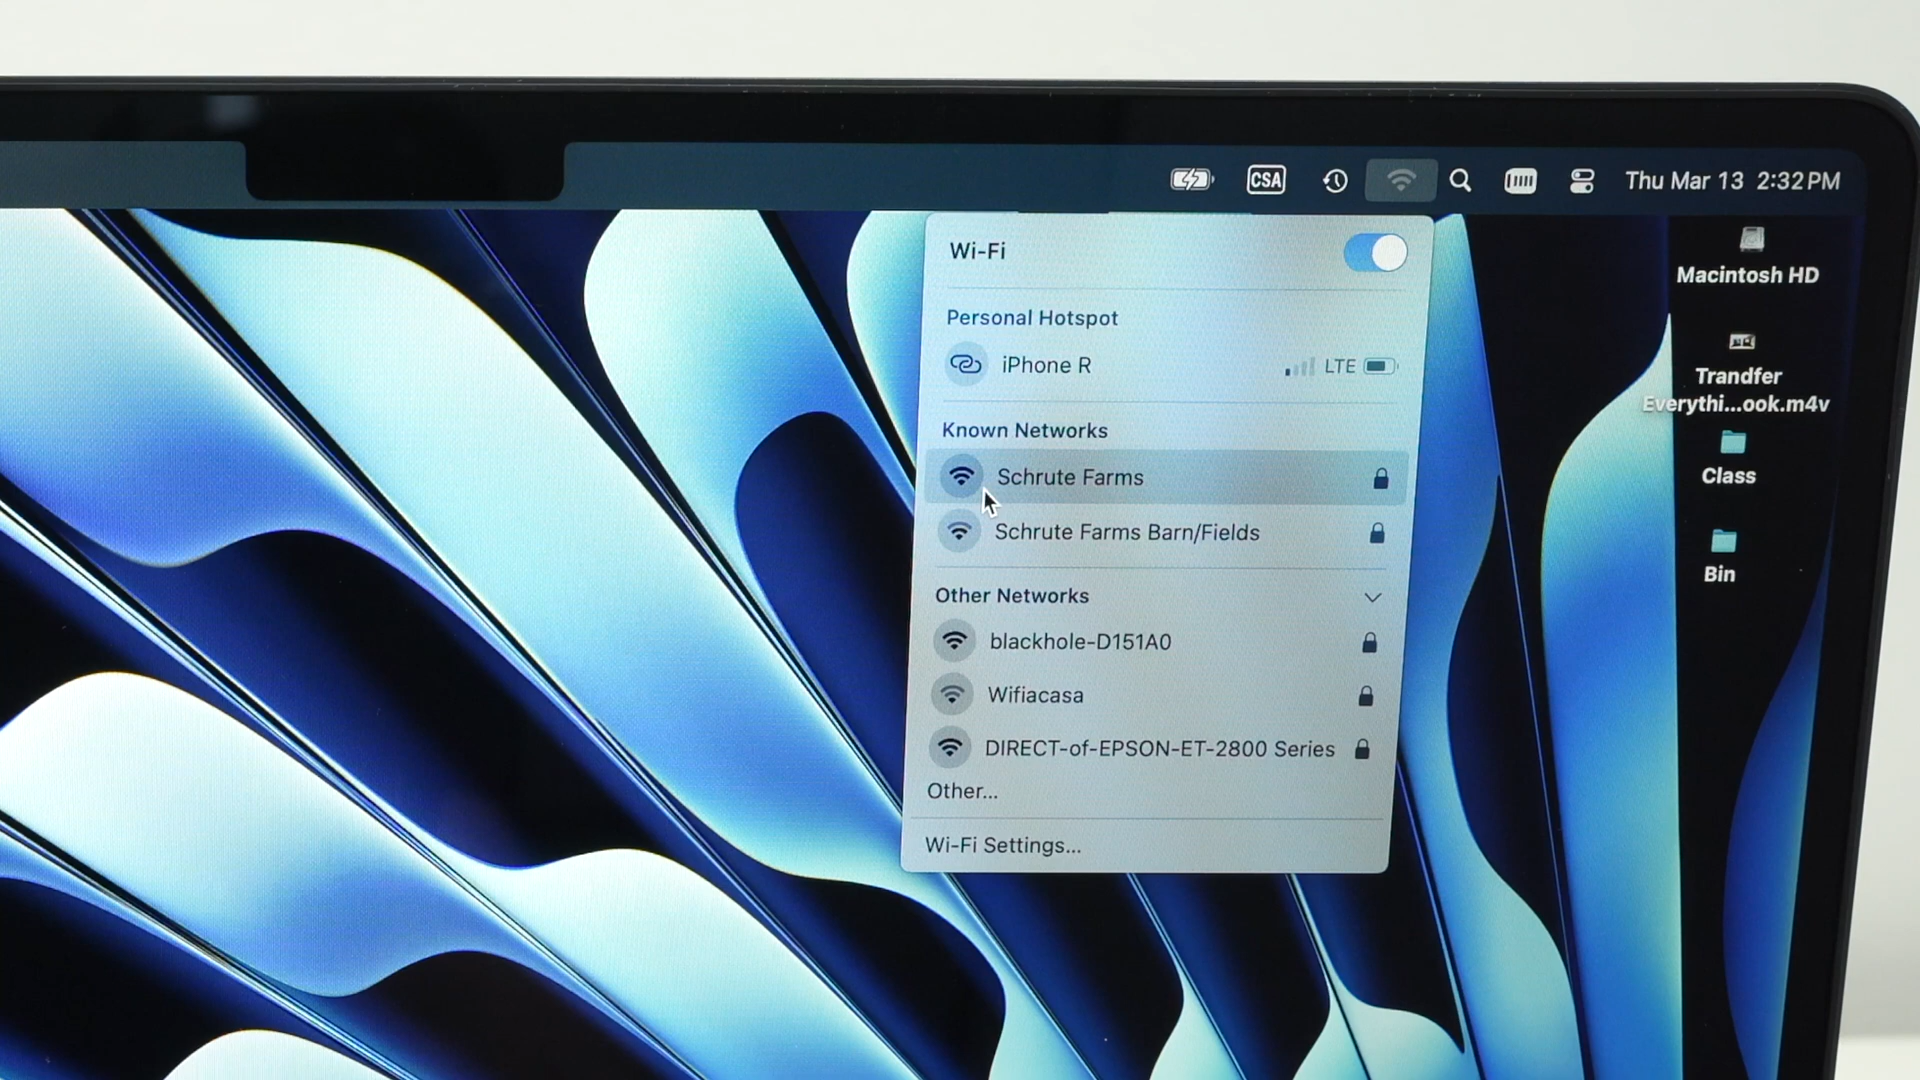 CSA
Thu Mar 13 2:32 PM
Wi-Fi
Personal Hotspot
iPhone R
LTE
Known Networks
Schrute Farms
Schrute Farms Barn/Fields
Other Networks
blackhole-D151A0
Wifiacasa
DIRECT-of-EPSON-ET-2800 Series
Other...
Wi-Fi Settings...
Macintosh HD
Trandfer
Everythi...ook.m4v
Class
Bin